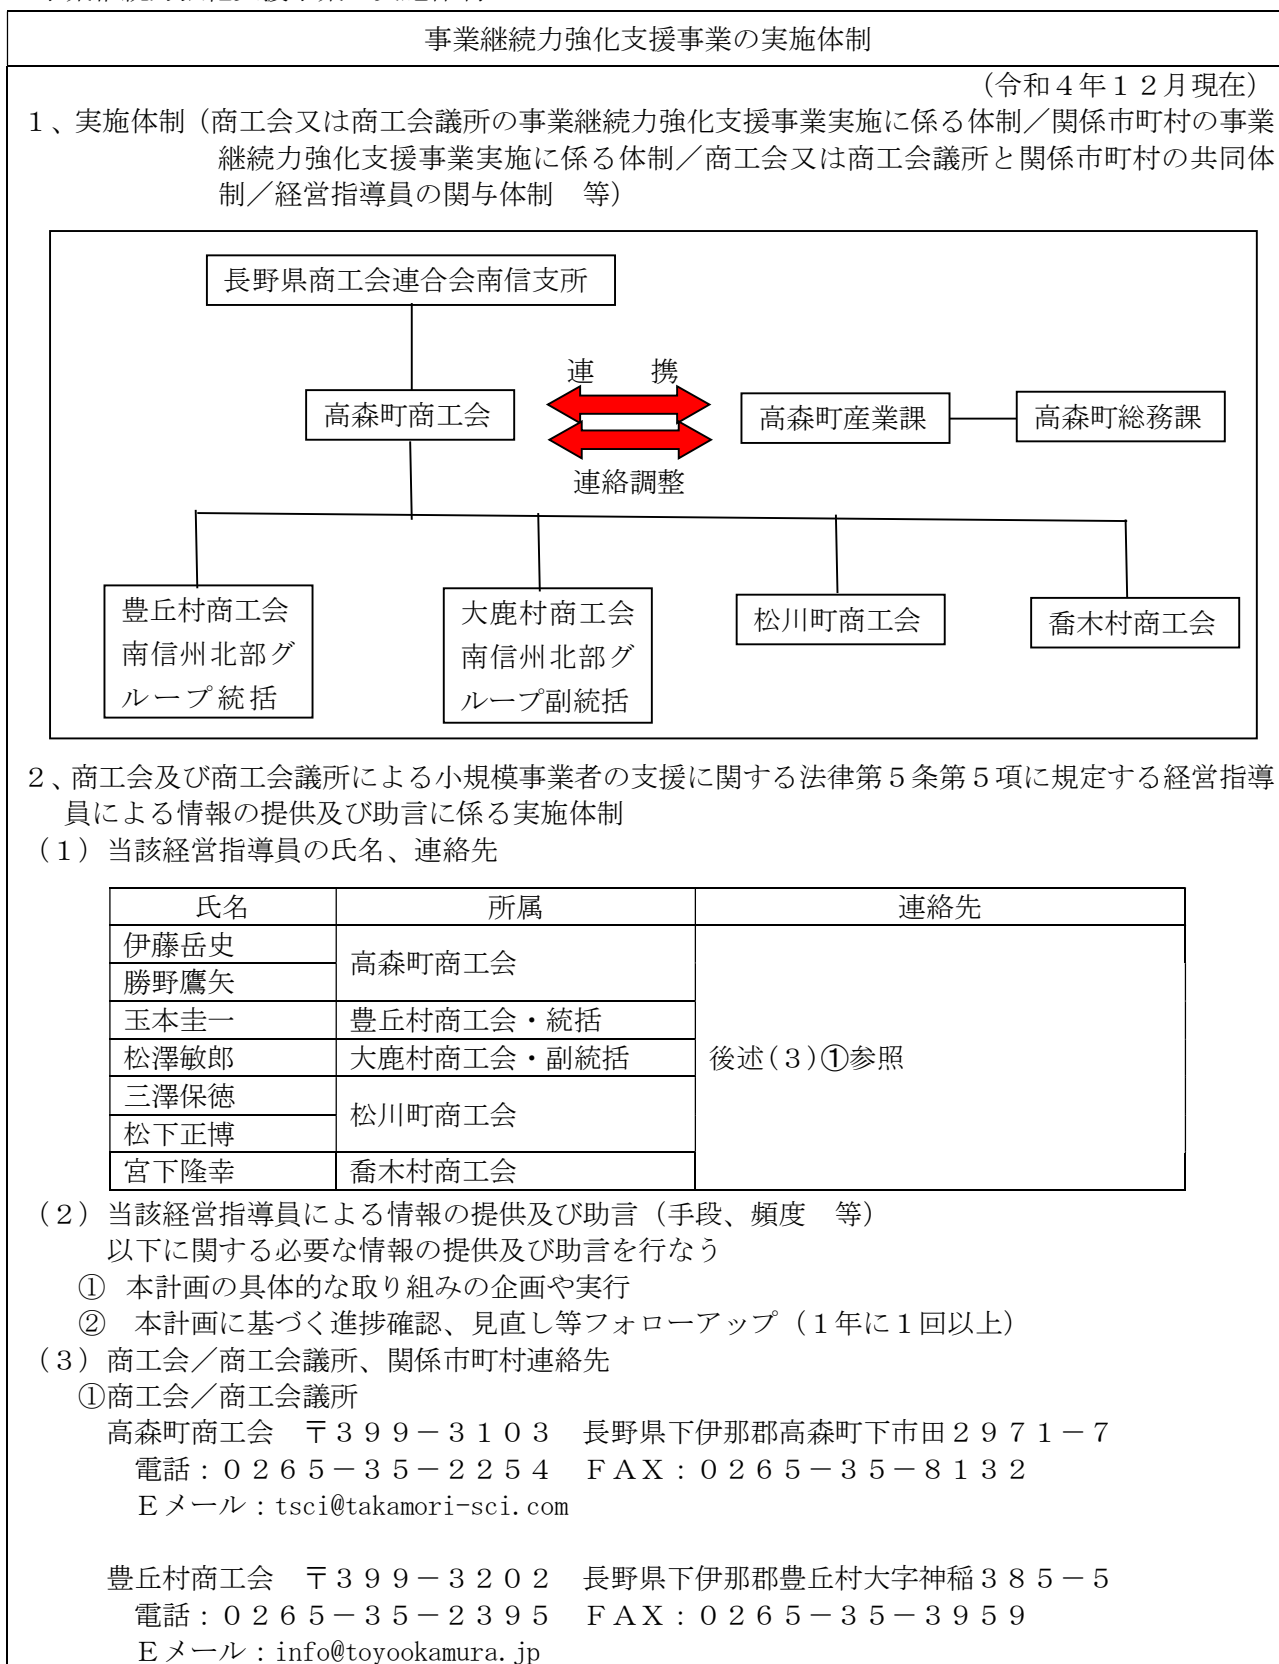 事業継続力強化支援事業の実施体制
（令和４年１２月現在）
１、実施体制（商工会又は商工会議所の事業継続力強化支援事業実施に係る体制／関係市町村の事業
継続力強化支援事業実施に係る体制／商工会又は商工会議所と関係市町村の共同体
制／経営指導員の関与体制　等）
長野県商工会連合会南信支所
連　　携
高森町商工会
高森町産業課
高森町総務課
連絡調整
豊丘村商工会
南信州北部グ
ループ統括
大鹿村商工会
南信州北部グ
ループ副統括
松川町商工会
喬木村商工会
２、商工会及び商工会議所による小規模事業者の支援に関する法律第５条第５項に規定する経営指導
員による情報の提供及び助言に係る実施体制
（１）当該経営指導員の氏名、連絡先
氏名　所属　連絡先
伊藤岳史
高森町商工会
勝野鷹矢
玉本圭一　豊丘村商工会・統括
松澤敏郎　大鹿村商工会・副統括　後述(３)①参照
三澤保徳
松川町商工会
松下正博
宮下隆幸　喬木村商工会
（２）当該経営指導員による情報の提供及び助言（手段、頻度　等）
以下に関する必要な情報の提供及び助言を行なう
①　本計画の具体的な取り組みの企画や実行
②　本計画に基づく進捗確認、見直し等フォローアップ（１年に１回以上）
（３）商工会／商工会議所、関係市町村連絡先
①商工会／商工会議所
高森町商工会　〒３９９－３１０３　長野県下伊那郡高森町下市田２９７１－７
電話：０２６５－３５－２２５４　ＦＡＸ：０２６５－３５－８１３２
Ｅメール：tsci@takamori-sci.com
豊丘村商工会　〒３９９－３２０２　長野県下伊那郡豊丘村大字神稲３８５－５
電話：０２６５－３５－２３９５　ＦＡＸ：０２６５－３５－３９５９
Ｅメール：info@toyookamura.jp